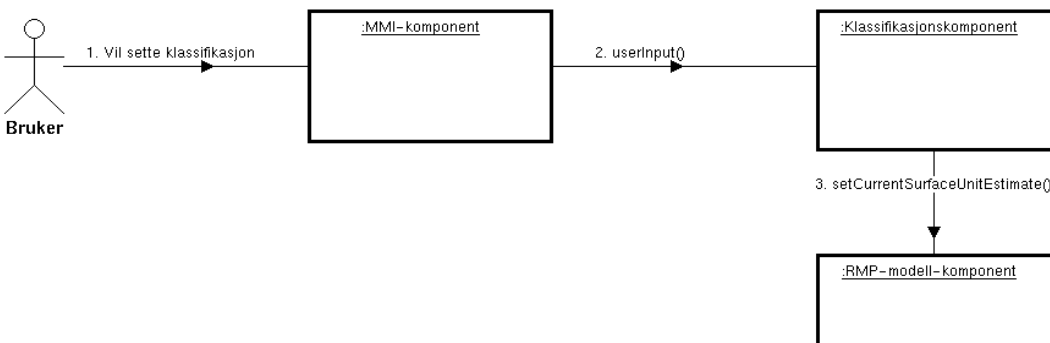 :MMI-komponent
:Klassifikasjonskomponent
1. Vil sette klassifikasjon
2. userInput()
Bruker
3. setCurrentSurfaceUnitEstimate()
:RMP-modell-komponent